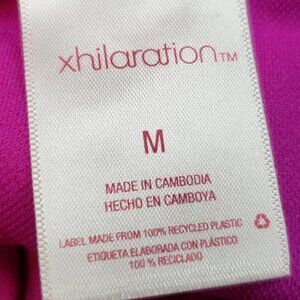 xhilaration™
M
MADE IN CAMBODIA
HECHO EN CAMBOYA
LABEL MADE FROM 100% RECYCLED PLASTIC
ETIQUETA ELABORADA CON PLÁSTICO
100 % RECICLADO